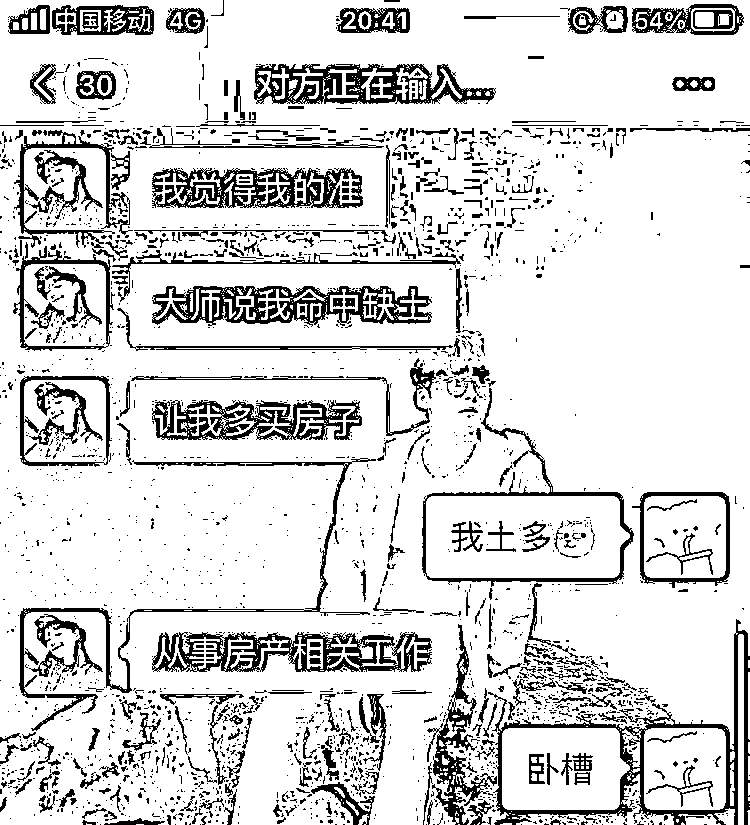 中国移动 4G 20:41 54%
30 对方正在输入...
我觉得我的准
大师说我命中缺土
让我多买房子
我土多
从事房产相关工作
卧槽